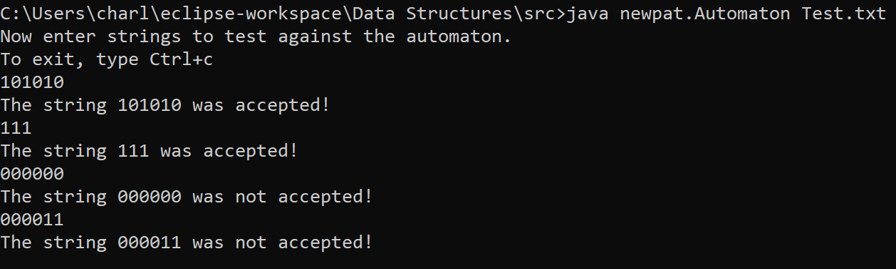 C:\Users\charl\eclipse-workspace\Data Structures\src>java newpat.Automaton Test.txt
Now enter strings to test against the automaton.
To exit, type Ctrl+c
101010
The string 101010 was accepted!
111
The string 111 was accepted!
000000
The string 000000 was not accepted!
000011
The string 000011 was not accepted!